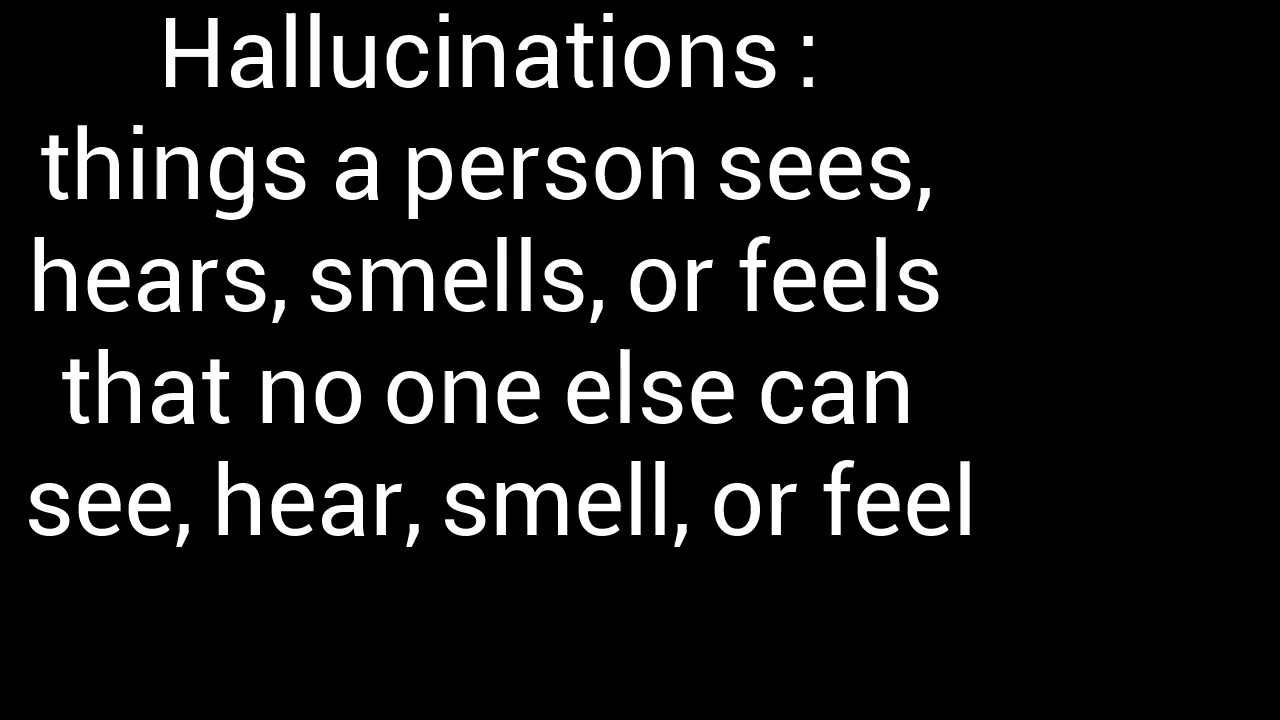 Hallucinations :
things a person sees,
hears, smells, or feels
that no one else can
see, hear, smell, or feel